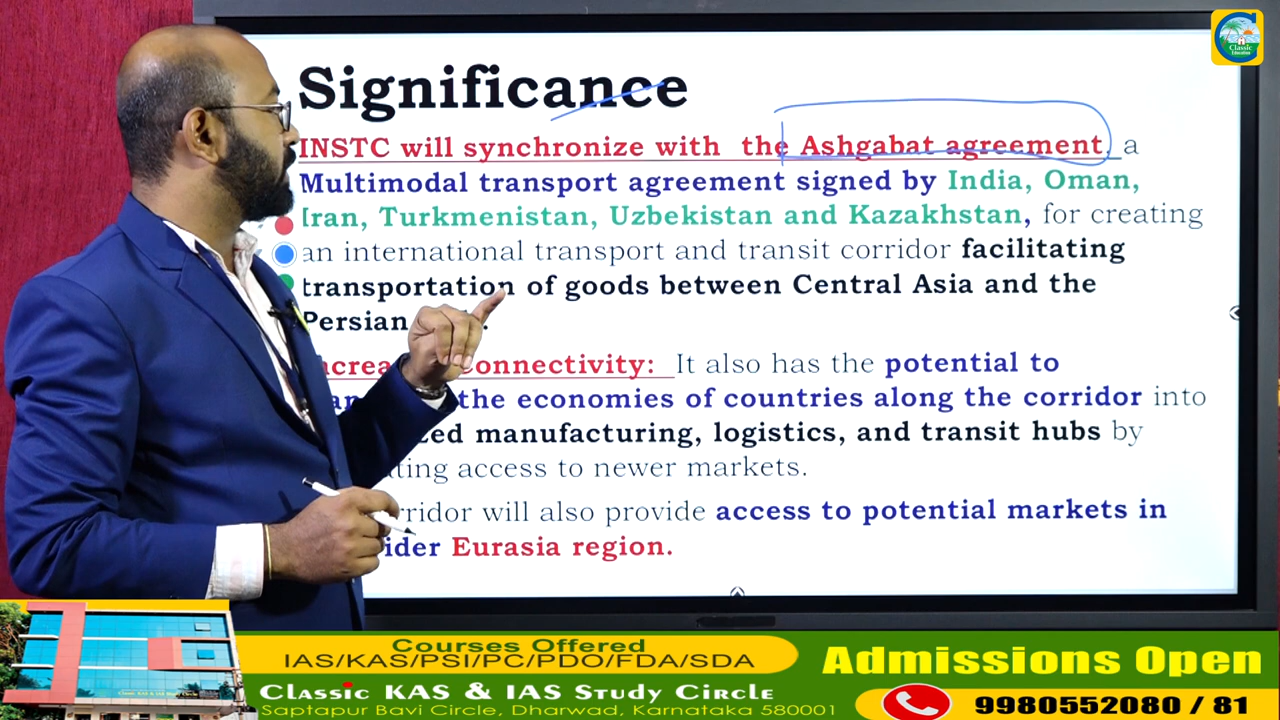 Classic
Education
Significance
INSTC will synchronize with the Ashgabat agreement, a
Multimodal transport agreement signed by India, Oman,
Iran, Turkmenistan, Uzbekistan and Kazakhstan, for creating
an international transport and transit corridor facilitating
transportation of goods between Central Asia and the
Persian
connectivity: It also has the potential to
the economies of countries along the corridor into
manufacturing, logistics, and transit hubs by
access to newer markets.
will also provide access to potential markets in
Eurasia region.
Courses Offered
IAS/KAS/PSI/PC/PDO/FDA/SDA
Classic KAS & IAS Study Circle
Saptapur Bavi Circle, Dharwad, Karnataka 580001
Admissions Open
9980552080 / 81